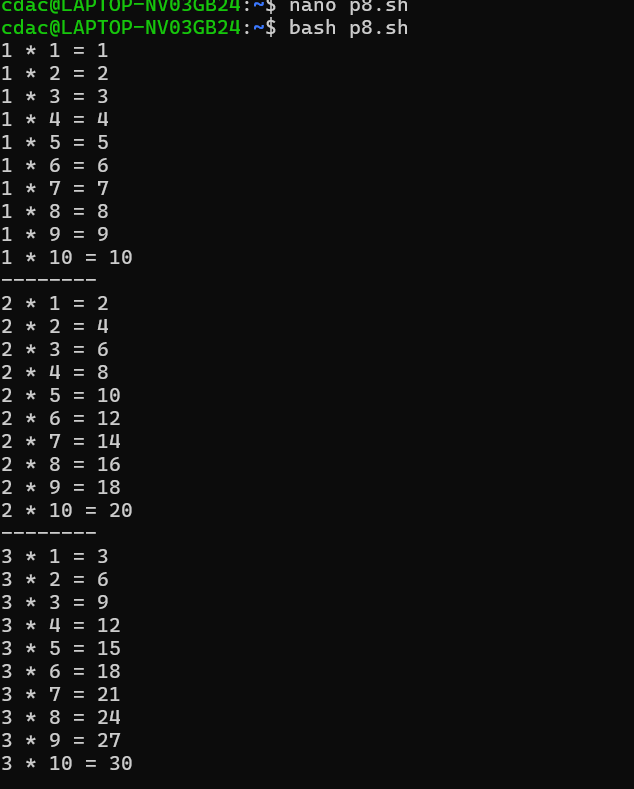 cdac@LAPTOP-NV03GB24:~$ nano p8.sh
cdac@LAPTOP-NV03GB24:~$ bash p8.sh
1 * 1 = 1
1 * 2 = 2
1 * 3 = 3
1 * 4 = 4
1 * 5 = 5
1 * 6 = 6
1 * 7 = 7
1 * 8 = 8
1 * 9 = 9
1 * 10 = 10
--------
2 * 1 = 2
2 * 2 = 4
2 * 3 = 6
2 * 4 = 8
2 * 5 = 10
2 * 6 = 12
2 * 7 = 14
2 * 8 = 16
2 * 9 = 18
2 * 10 = 20
--------
3 * 1 = 3
3 * 2 = 6
3 * 3 = 9
3 * 4 = 12
3 * 5 = 15
3 * 6 = 18
3 * 7 = 21
3 * 8 = 24
3 * 9 = 27
3 * 10 = 30